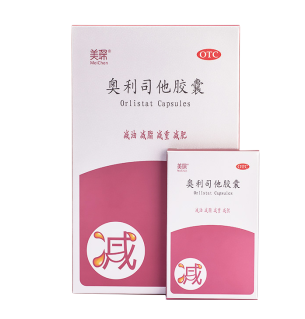 美琛®
MeiChen
OTC
奥利司他胶囊
Orlistat Capsules
减油 减脂 减重 减肥
减
美琛
OTC
奥利司他胶囊
Orlistat Capsules
减油 减脂 减重 减肥
减